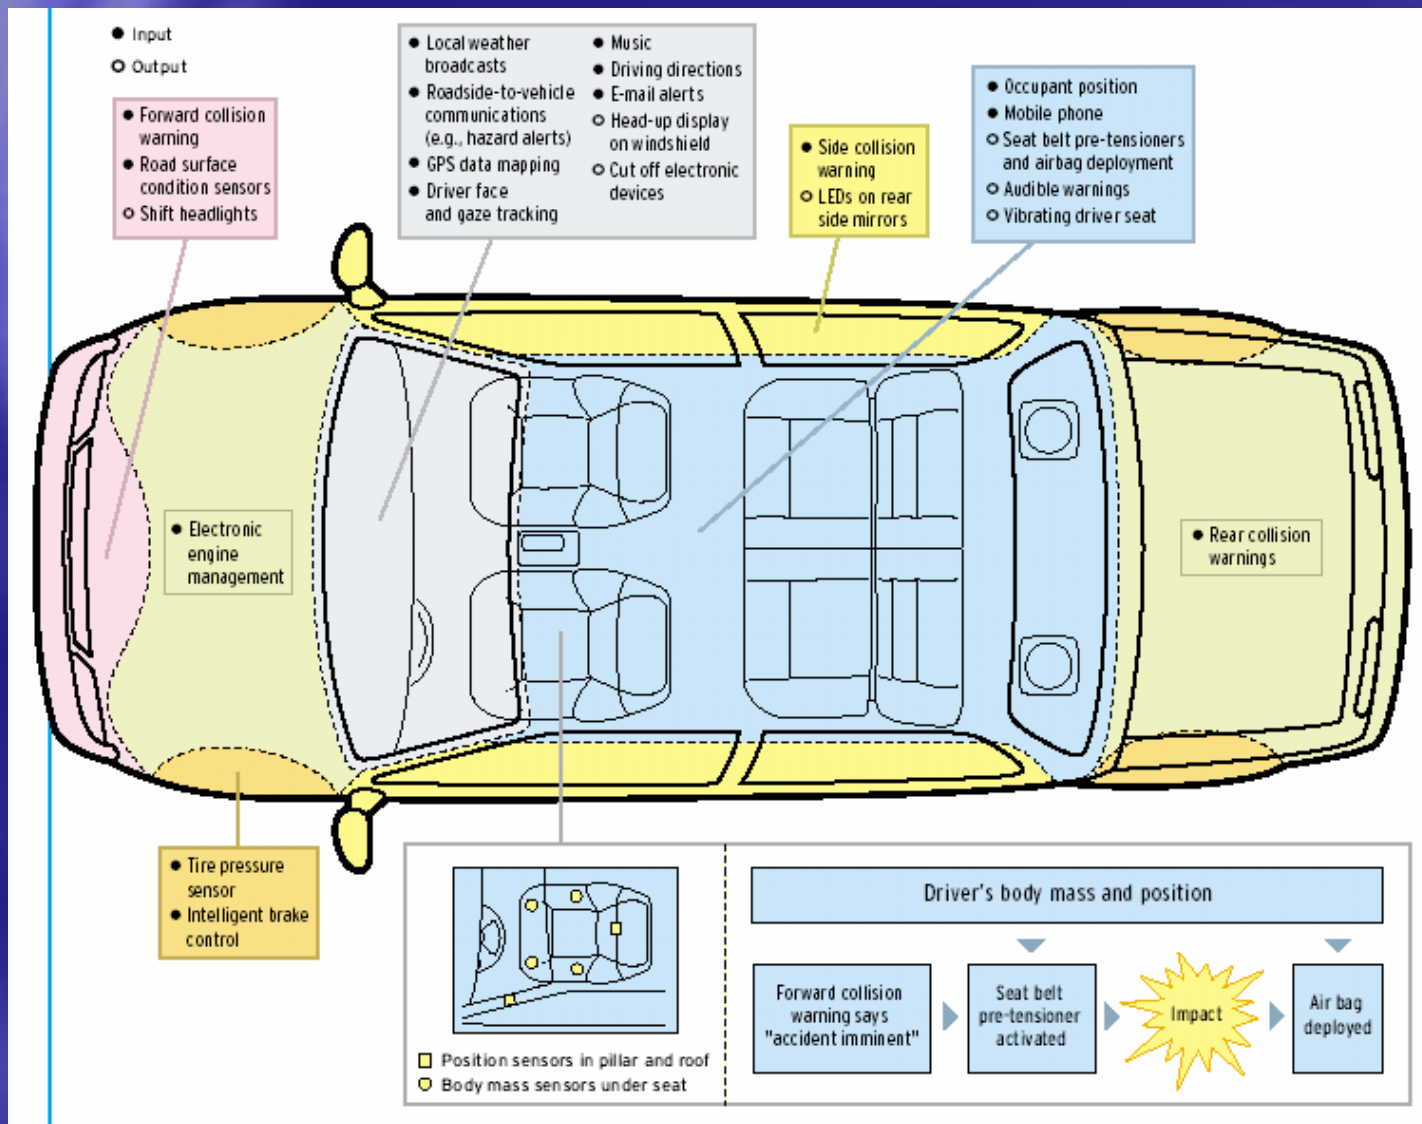 Input
Output
Forward collision
warning
Road surface
condition sensors
Shift headlights
Local weather
broadcasts
Roadside-to-vehicle
communications
(e.g., hazard alerts)
GPS data mapping
Driver face
and gaze tracking
Music
Driving directions
E-mail alerts
Head-up display
on windshield
Cut off electronic
devices
Side collision
warning
LEDs on rear
side mirrors
Occupant position
Mobile phone
Seat belt pre-tensioners
and airbag deployment
Audible warnings
Vibrating driver seat
Electronic
engine
management
Rear collision
warnings
Tire pressure
sensor
Intelligent brake
control
Position sensors in pillar and roof
Body mass sensors under seat
Driver's body mass and position
Forward collision
warning says
"accident imminent"
Seat belt
pre-tensioner
activated
Impact
Air bag
deployed